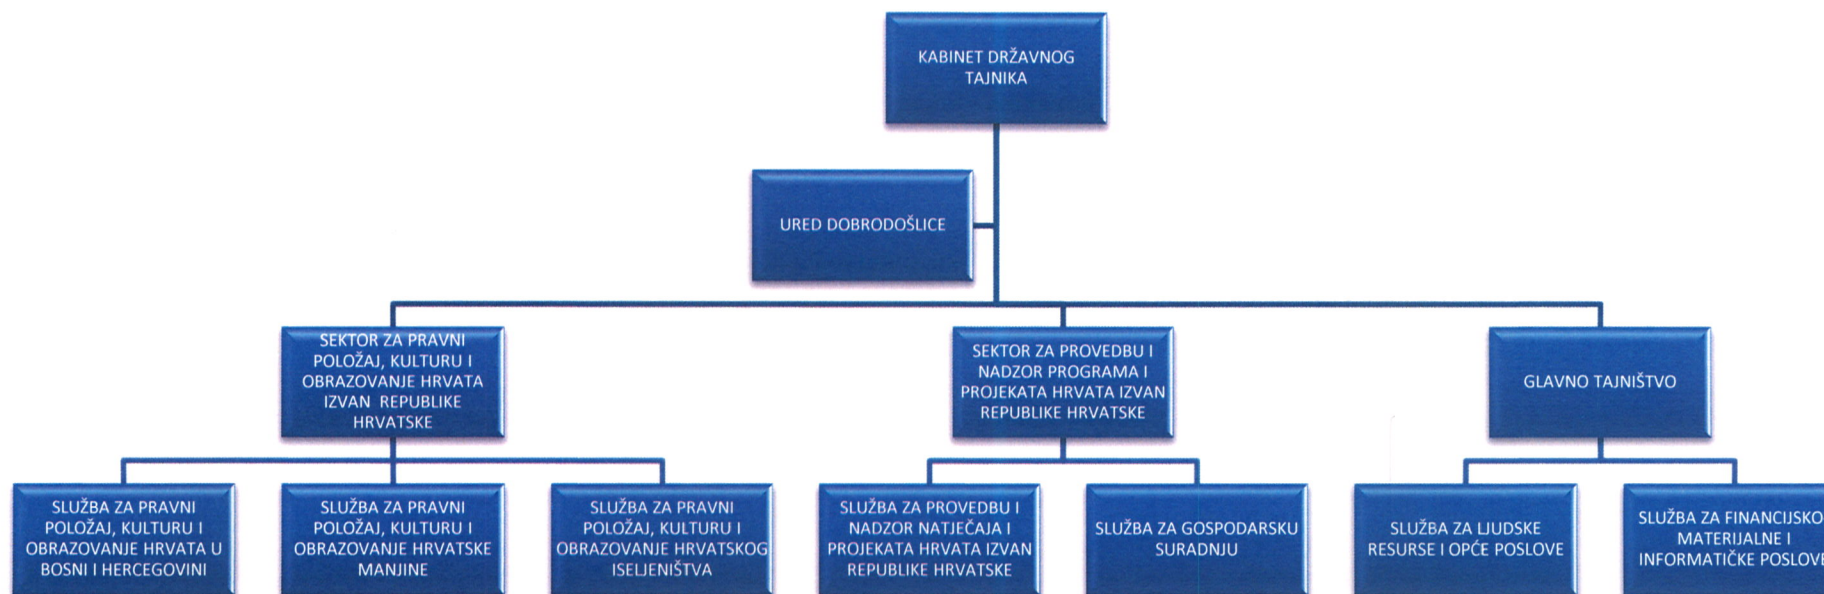 KABINET DRŽAVNOG
TAJNIKA
URED DOBRODOŠLICE
SEKTOR ZA PRAVNI
POLOŽAJ, KULTURU I
OBRAZOVANJE HRVATA
IZVAN REPUBLIKE
HRVATSKE
SEKTOR ZA PROVEDBU I
NADZOR PROGRAMA I
PROJEKATA HRVATA IZVAN
REPUBLIKE HRVATSKE
GLAVNO TAJNIŠTVO
SLUŽBA ZA PRAVNI
POLOŽAJ, KULTURU I
OBRAZOVANJE HRVATA U
BOSNI I HERCEGOVINI
SLUŽBA ZA PRAVNI
POLOŽAJ, KULTURU I
OBRAZOVANJE HRVATSKE
MANJINE
SLUŽBA ZA PRAVNI
POLOŽAJ, KULTURU I
OBRAZOVANJE HRVATSKOG
ISELJENIŠTVA
SLUŽBA ZA PROVEDBU I
NADZOR NATJEČAJA I
PROJEKATA HRVATA IZVAN
REPUBLIKE HRVATSKE
SLUŽBA ZA GOSPODARSKU
SURADNJU
SLUŽBA ZA LJUDSKE
RESURSE I OPĆE POSLOVE
SLUŽBA ZA FINANCIJSKO
MATERIJALNE I
INFORMATIČKE POSLOVE